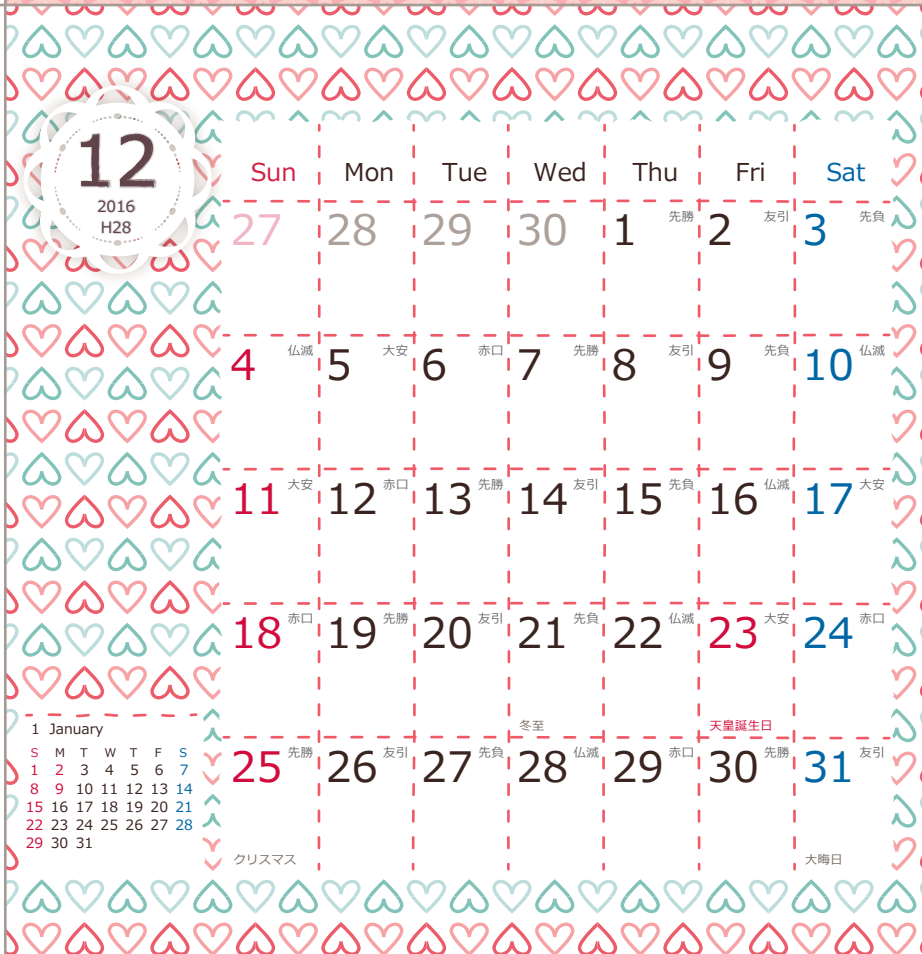 12
2016
H28
Sun Mon Tue Wed Thu Fri Sat
27 28 29 30 1 先勝 2 友引 3 先負
4 仏滅 5 大安 6 赤口 7 先勝 8 友引 9 先負 10 仏滅
11 大安 12 赤口 13 先勝 14 友引 15 先負 16 仏滅 17 大安
18 赤口 19 先勝 20 友引 21 先負 22 仏滅 23 大安 24 赤口
冬至 天皇誕生日
25 先勝 26 友引 27 先負 28 仏滅 29 赤口 30 先勝 31 友引
クリスマス 大晦日
1 January
S M T W T F S
1 2 3 4 5 6 7
8 9 10 11 12 13 14
15 16 17 18 19 20 21
22 23 24 25 26 27 28
29 30 31